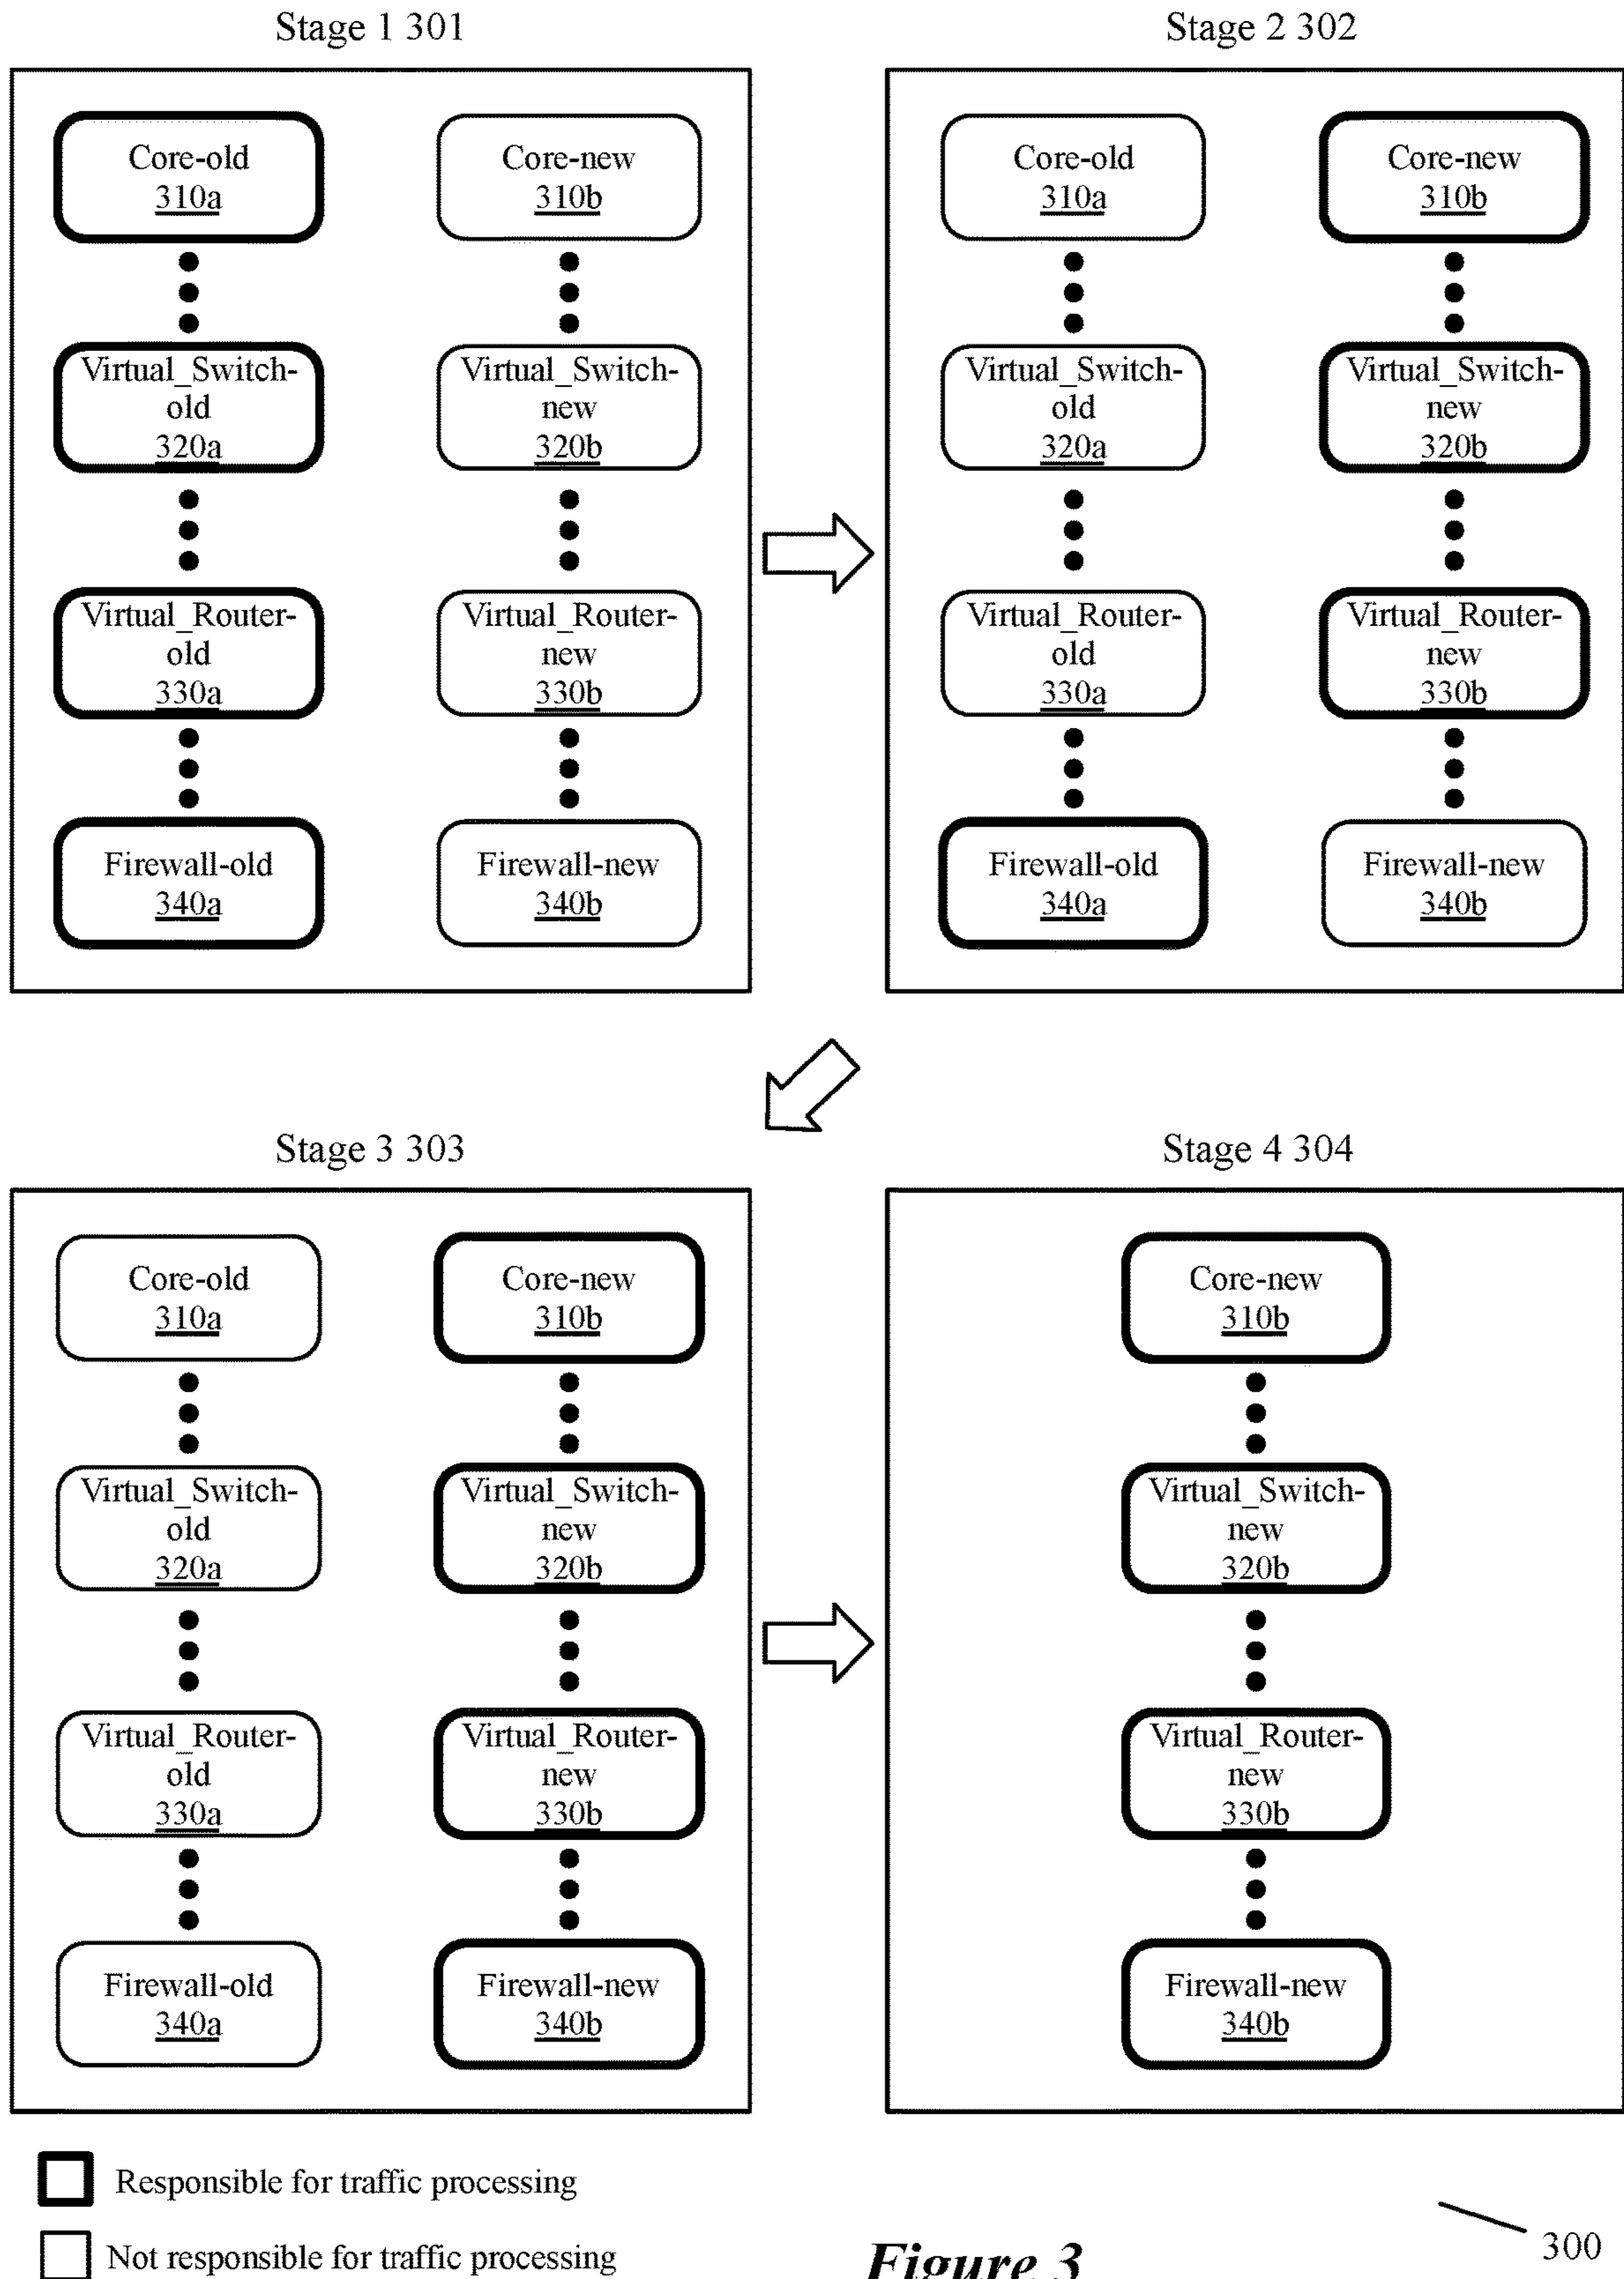 Stage 1 301
Core-old
310a
Core-new
310b
Virtual_Switch-
old
320a
Virtual_Switch-
new
320b
Virtual_Router-
old
330a
Virtual_Router-
new
330b
Firewall-old
340a
Firewall-new
340b
Stage 2 302
Core-old
310a
Core-new
310b
Virtual_Switch-
old
320a
Virtual_Switch-
new
320b
Virtual_Router-
old
330a
Virtual_Router-
new
330b
Firewall-old
340a
Firewall-new
340b
Stage 3 303
Core-old
310a
Core-new
310b
Virtual_Switch-
old
320a
Virtual_Switch-
new
320b
Virtual_Router-
old
330a
Virtual_Router-
new
330b
Firewall-old
340a
Firewall-new
340b
Stage 4 304
Core-new
310b
Virtual_Switch-
new
320b
Virtual_Router-
new
330b
Firewall-new
340b
Responsible for traffic processing
Not responsible for traffic processing
Figure 3
300